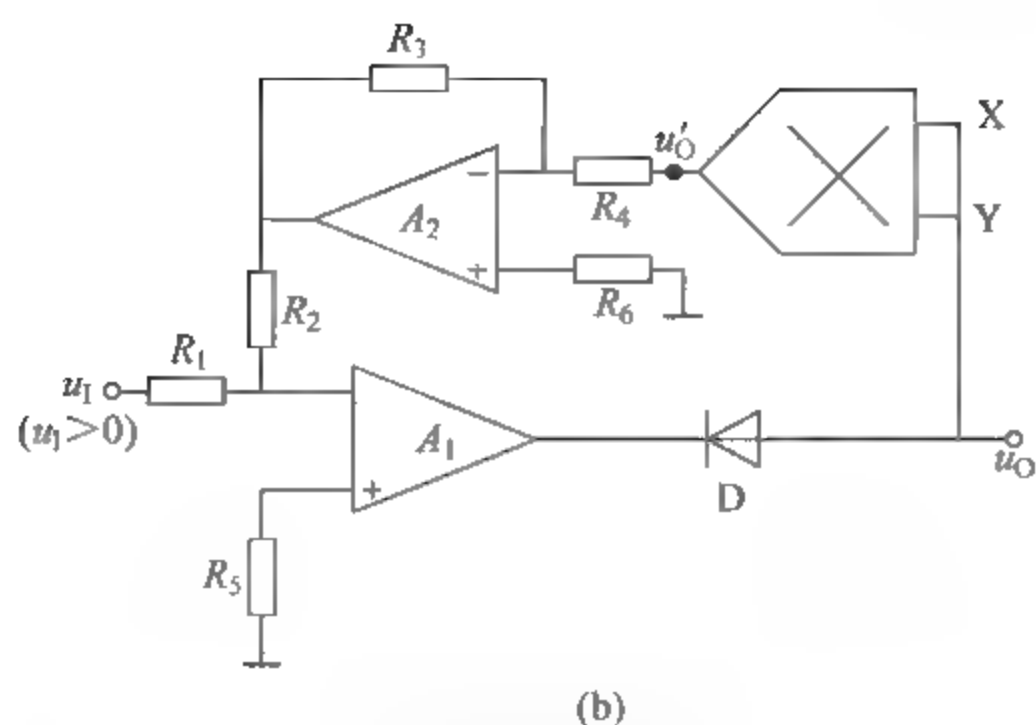 R3
X
u′O
R4
A2
−
+
Y
R6
R2
R1
uI
(uI>0)
A1
+
D
uO
R5
(b)